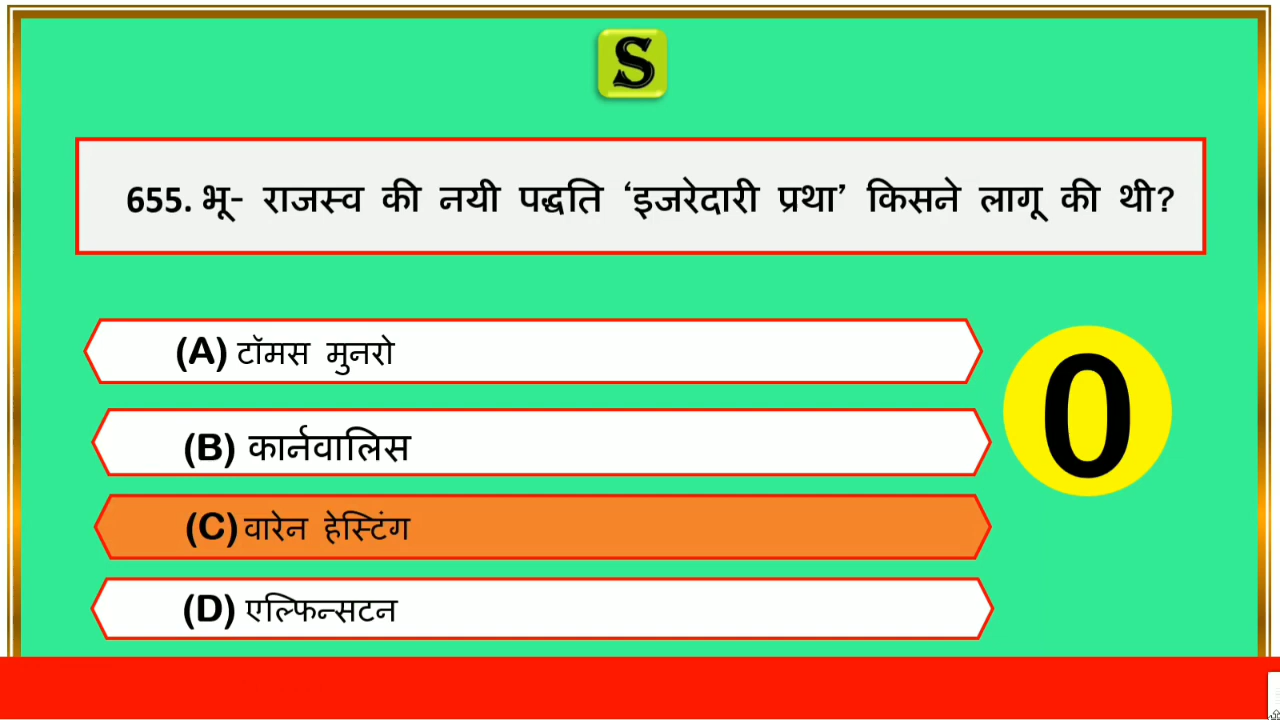 S
655. भू- राजस्व की नयी पद्धति ‘इजरेदारी प्रथा’ किसने लागू की थी?
(A) टॉमस मुनरो
(B) कार्नवालिस
0
(C) वारेन हेस्टिंग
(D) एल्फिन्सटन